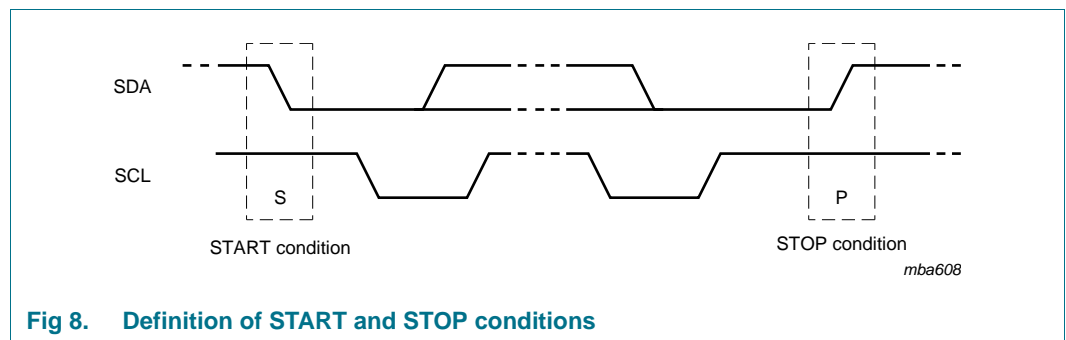 SDA
SCL
S
P
START condition
STOP condition
mba608
Fig 8. Definition of START and STOP conditions